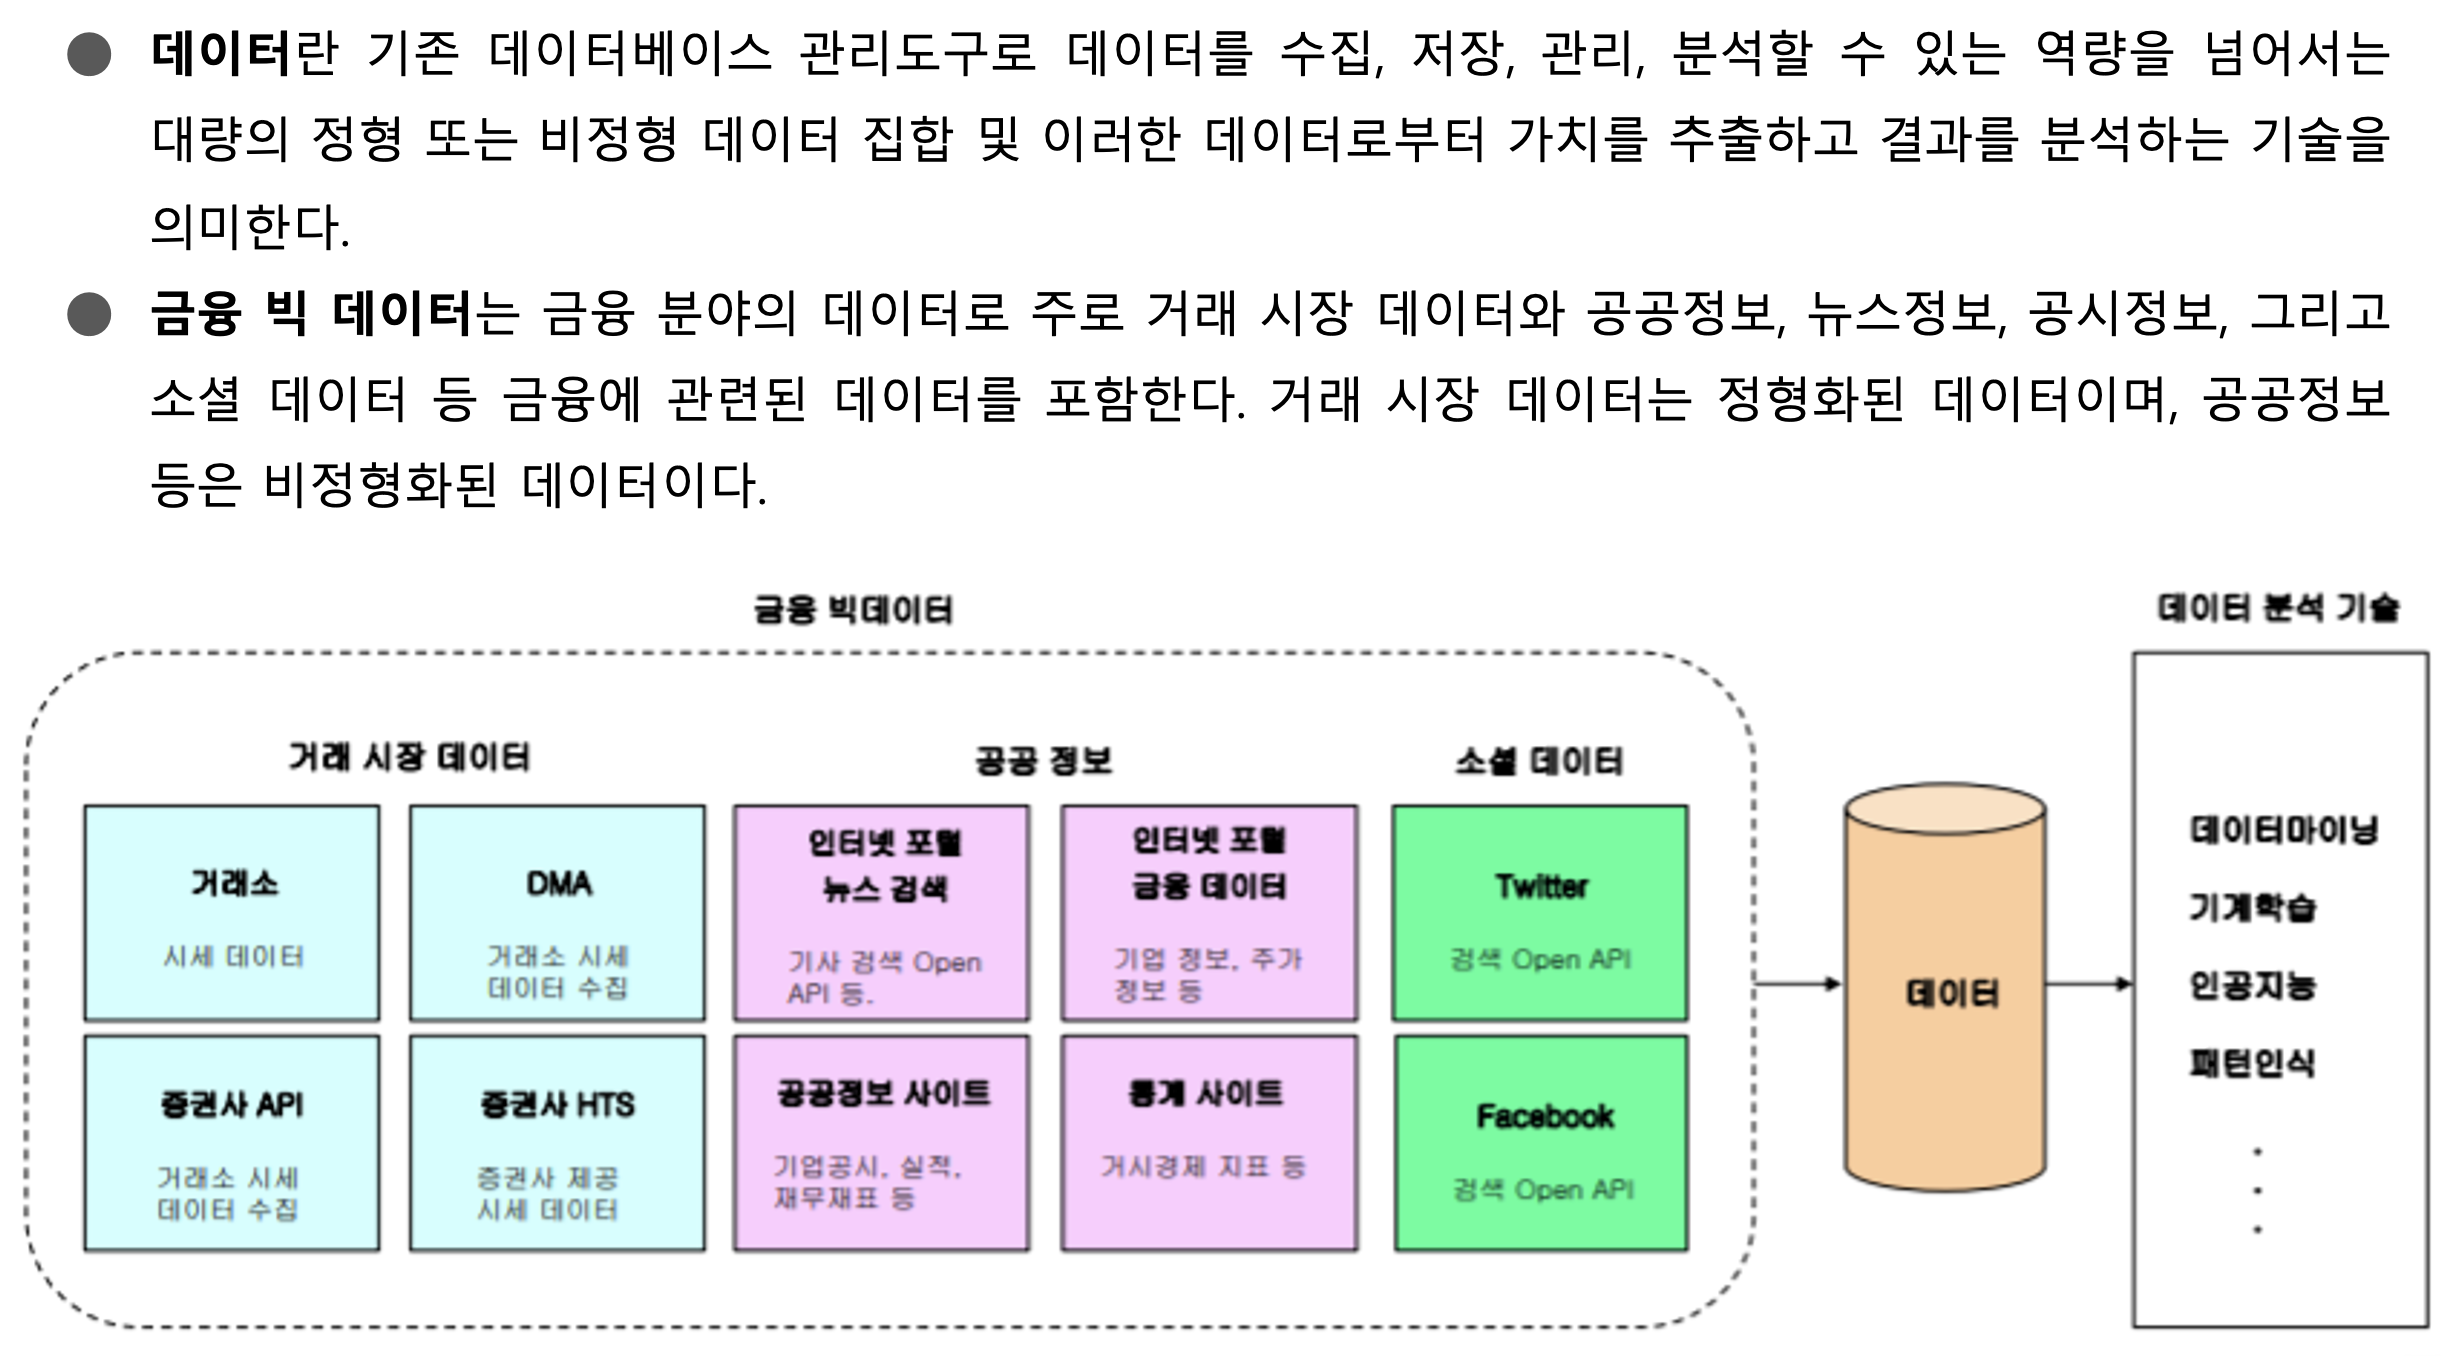 데이터란 기존 데이터베이스 관리도구로 데이터를 수집, 저장, 관리, 분석할 수 있는 역량을 넘어서는
대량의 정형 또는 비정형 데이터 집합 및 이러한 데이터로부터 가치를 추출하고 결과를 분석하는 기술을
의미한다.
금융 빅 데이터는 금융 분야의 데이터로 주로 거래 시장 데이터와 공공정보, 뉴스정보, 공시정보, 그리고
소셜 데이터 등 금융에 관련된 데이터를 포함한다. 거래 시장 데이터는 정형화된 데이터이며, 공공정보
등은 비정형화된 데이터이다.
금융 빅데이터
거래 시장 데이터
거래소
시세 데이터
DMA
거래소 시세
데이터 수집
증권사 API
거래소 시세
데이터 수집
증권사 HTS
증권사 제공
시세 데이터
공공 정보
인터넷 포털
뉴스 검색
기사 검색 Open
API 등.
인터넷 포털
금융 데이터
기업 정보, 주가
정보 등
공공정보 사이트
기업공시, 실적,
재무재표 등
통계 사이트
거시경제 지표 등
소셜 데이터
Twitter
검색 Open API
Facebook
검색 Open API
데이터
데이터 분석 기술
데이터마이닝
기계학습
인공지능
패턴인식